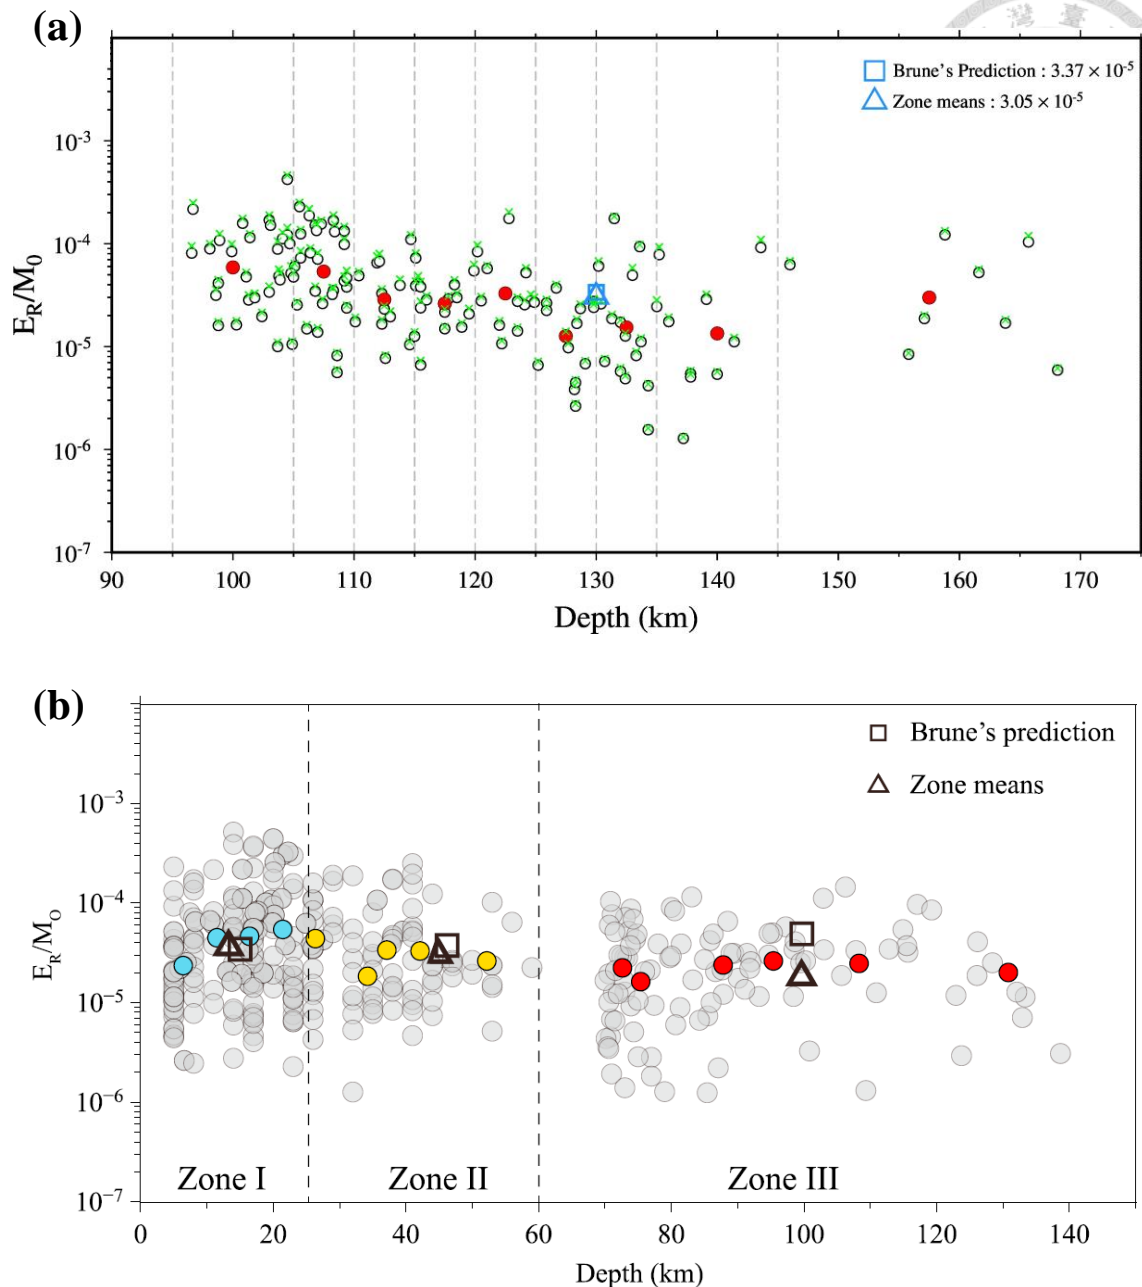 (a)
臺 灣
Brune’s Prediction : 3.37 × 10⁻⁵
Zone means : 3.05 × 10⁻⁵
10⁻³
10⁻⁴
10⁻⁵
10⁻⁶
10⁻⁷
E_R/M_0
90 100 110 120 130 140 150 160 170
Depth (km)
(b)
Brune’s prediction
Zone means
10⁻³
10⁻⁴
10⁻⁵
10⁻⁶
10⁻⁷
E_R/M_O
Zone I Zone II Zone III
0 20 40 60 80 100 120 140
Depth (km)